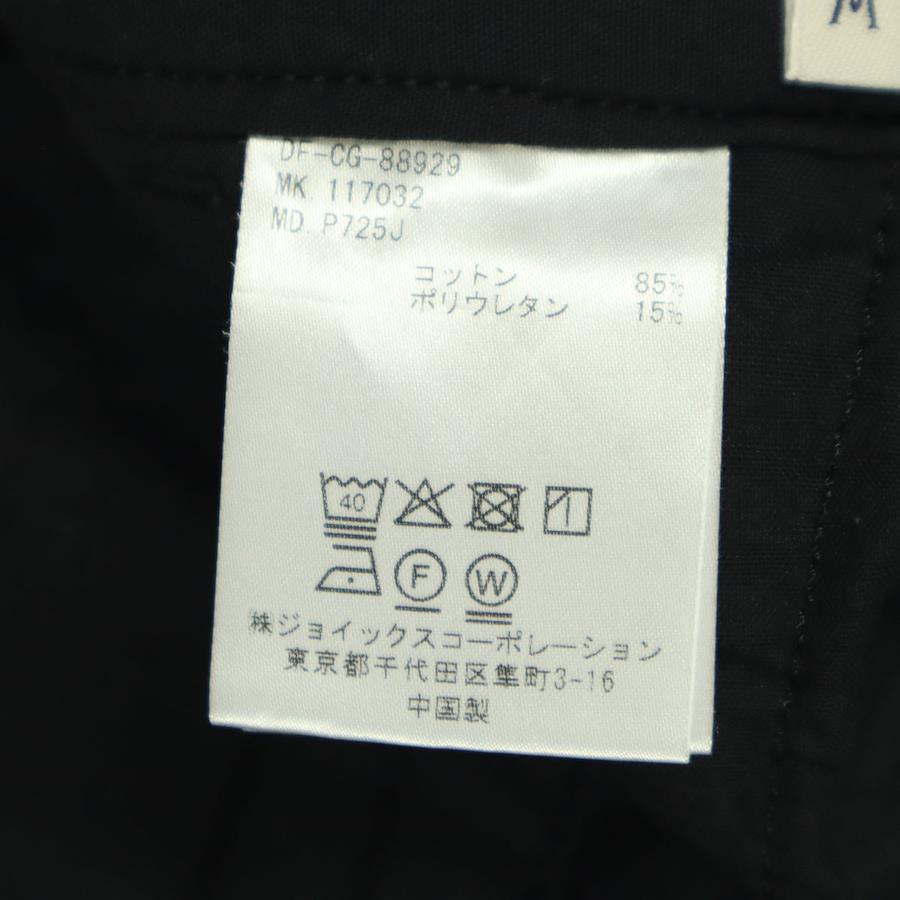 M
DF-CG-88929
MK. 117032
MD. P725J
コットン 85%
ポリウレタン 15%
40
F W
㈱ジョイックスコーポレーション
東京都千代田区隼町3-16
中国製